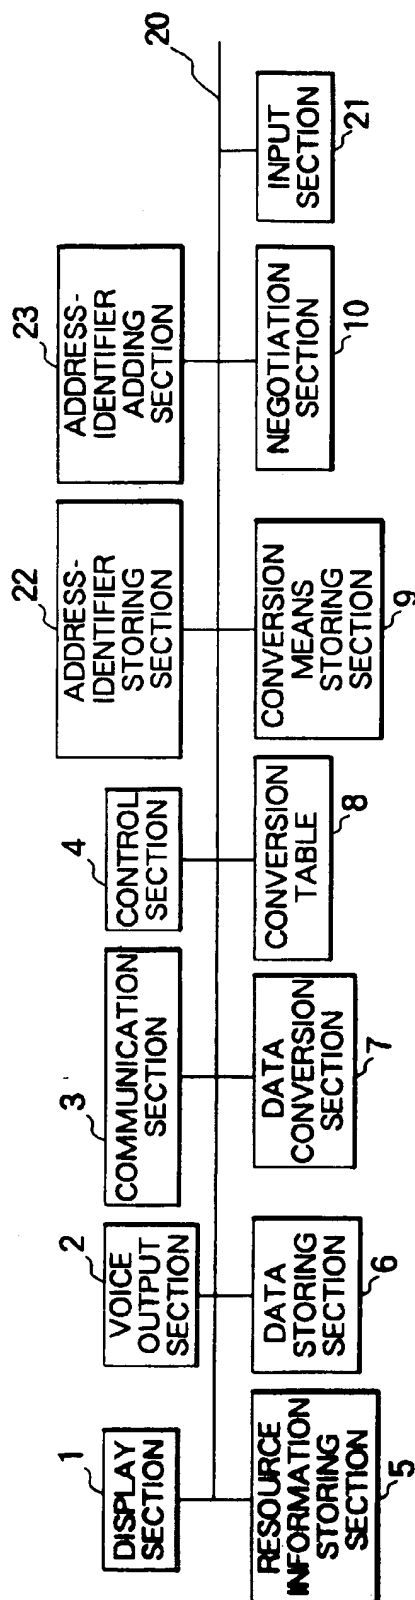 1
DISPLAY
SECTION
2
VOICE
OUTPUT
SECTION
3
COMMUNICATION
SECTION
4
CONTROL
SECTION
22
ADDRESS-
IDENTIFIER
STORING
SECTION
23
ADDRESS-
IDENTIFIER
ADDING
SECTION
20
RESOURCE
INFORMATION
STORING
SECTION
5
DATA
STORING
SECTION
6
DATA
CONVERSION
SECTION
7
CONVERSION
TABLE
8
CONVERSION
MEANS
STORING
SECTION
9
NEGOTIATION
SECTION
10
INPUT
SECTION
21